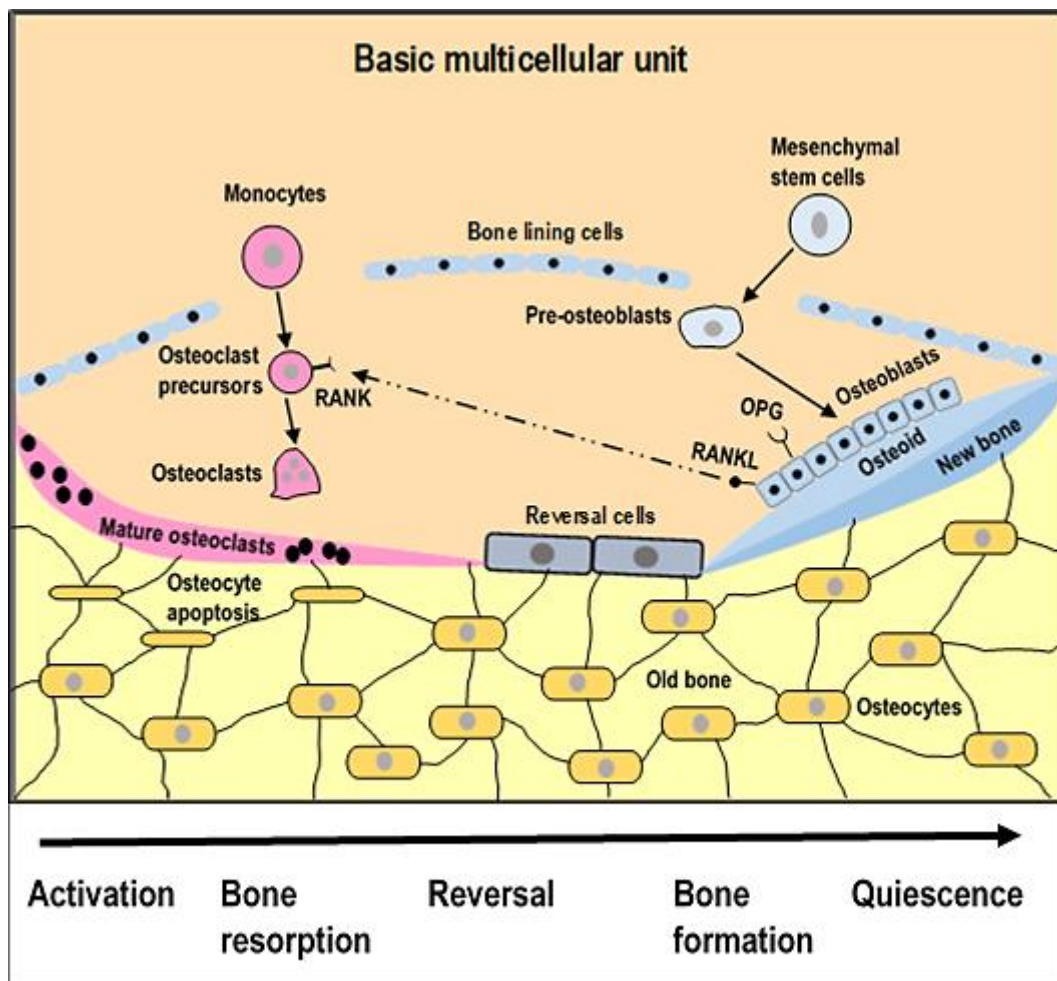 Basic multicellular unit
Mesenchymal
stem cells
Monocytes
Bone lining cells
Pre-osteoblasts
Osteoclast
precursors
RANK
Osteoblasts
OPG
Osteoid
New bone
RANKL
Osteoclasts
Reversal cells
Mature osteoclasts
Osteocyte
apoptosis
Old bone
Osteocytes
Activation
Bone
resorption
Reversal
Bone
formation
Quiescence